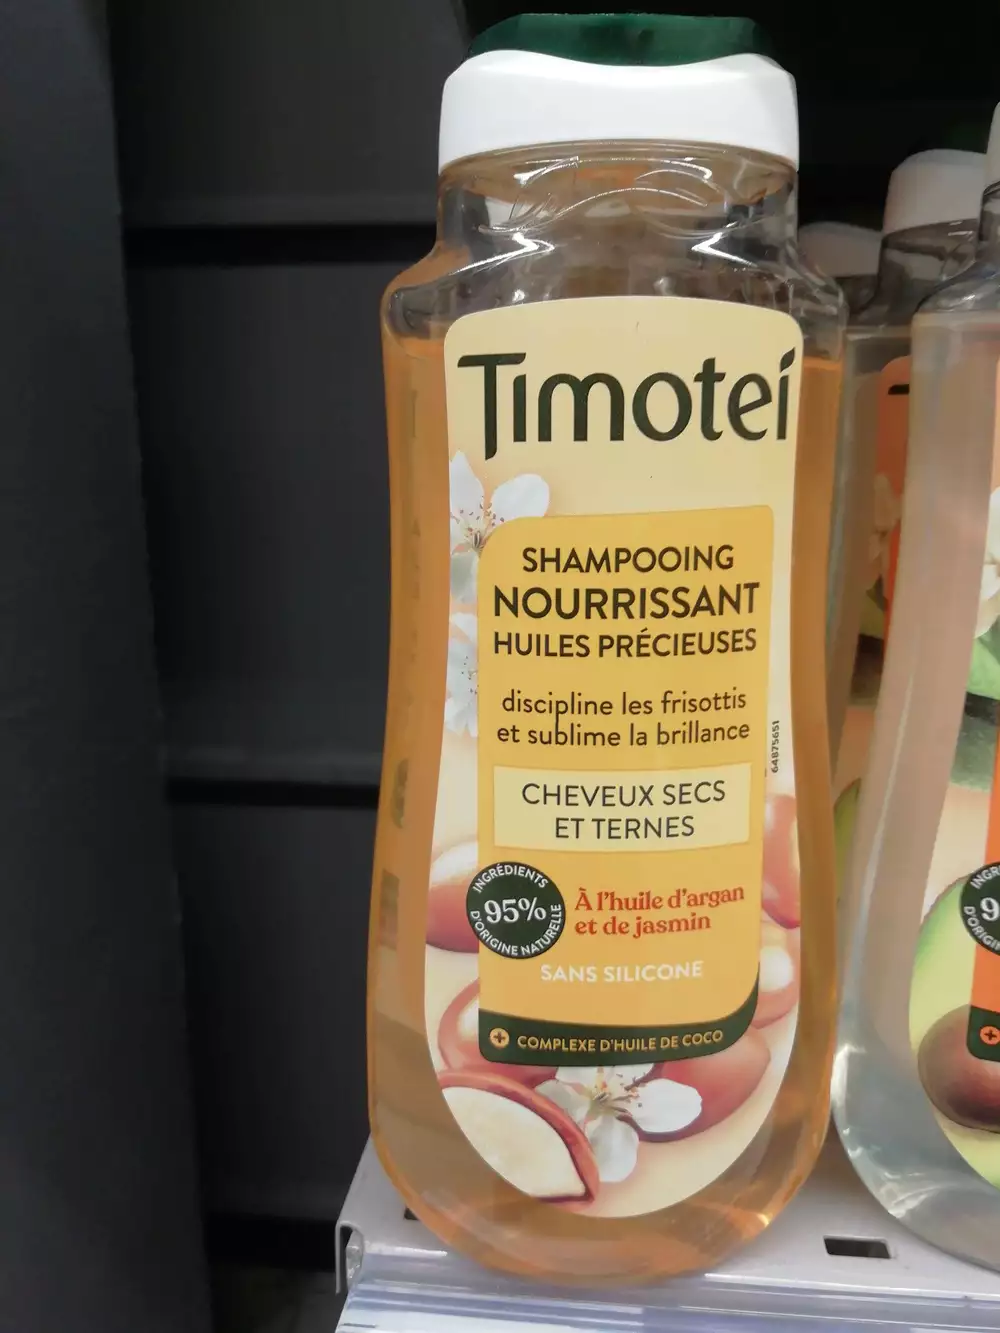 Timotei
SHAMPOOING
NOURRISSANT
HUILES PRÉCIEUSES
discipline les frisottis
et sublime la brillance
64875651
CHEVEUX SECS
ET TERNES
INGRÉDIENTS
95%
D'ORIGINE NATURELLE
À l'huile d'argan
et de jasmin
SANS SILICONE
+ COMPLEXE D'HUILE DE COCO